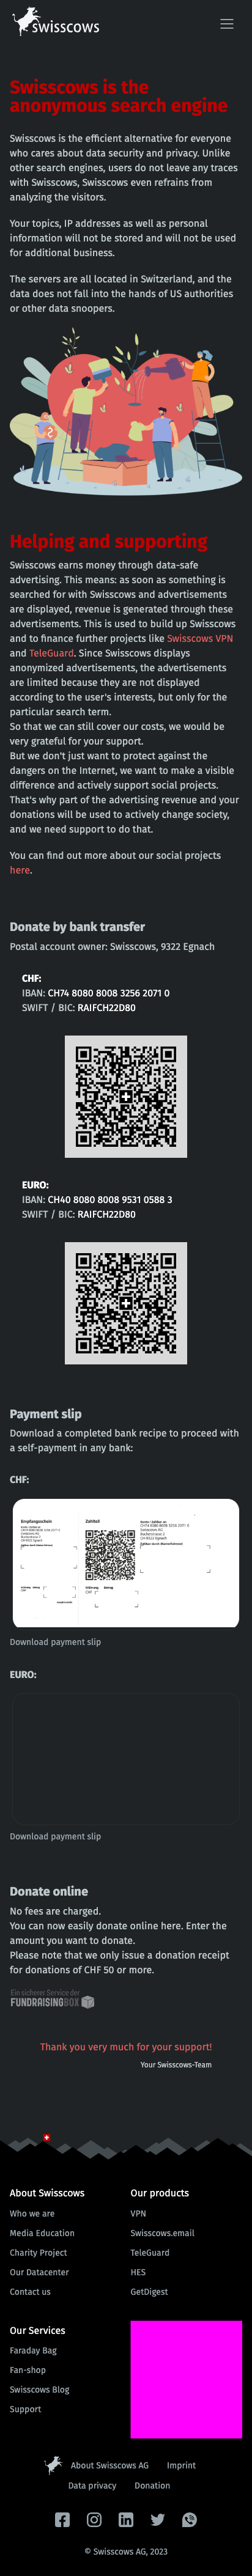 swisscows
Swisscows is the
anonymous search engine
Swisscows is the efficient alternative for everyone
who cares about data security and privacy. Unlike
other search engines, users do not leave any traces
with Swisscows, Swisscows even refrains from
analyzing the visitors.
Your topics, IP addresses as well as personal
information will not be stored and will not be used
for additional business.
The servers are all located in Switzerland, and the
data does not fall into the hands of US authorities
or other data snoopers.
Helping and supporting
Swisscows earns money through data-safe
advertising. This means: as soon as something is
searched for with Swisscows and advertisements
are displayed, revenue is generated through these
advertisements. This is used to build up Swisscows
and to finance further projects like Swisscows VPN
and TeleGuard. Since Swisscows displays
anonymized advertisements, the advertisements
are limited because they are not displayed
according to the user's interests, but only for the
particular search term.
So that we can still cover our costs, we would be
very grateful for your support.
But we don't just want to protect against the
dangers on the Internet, we want to make a visible
difference and actively support social projects.
That's why part of the advertising revenue and your
donations will be used to actively change society,
and we need support to do that.
You can find out more about our social projects
here.
Donate by bank transfer
Postal account owner: Swisscows, 9322 Egnach
CHF:
IBAN: CH74 8080 8008 3256 2071 0
SWIFT / BIC: RAIFCH22D80
EURO:
IBAN: CH40 8080 8008 9531 0588 3
SWIFT / BIC: RAIFCH22D80
Payment slip
Download a completed bank recipe to proceed with
a self-payment in any bank:
CHF:
Empfangsschein
Zahlteil
Download payment slip
EURO:
Download payment slip
Donate online
No fees are charged.
You can now easily donate online here. Enter the
amount you want to donate.
Please note that we only issue a donation receipt
for donations of CHF 50 or more.
Ein sicherer Service der
FUNDRAISINGBOX
Thank you very much for your support!
Your Swisscows-Team
About Swisscows
Who we are
Media Education
Charity Project
Our Datacenter
Contact us
Our products
VPN
Swisscows.email
TeleGuard
HES
GetDigest
Our Services
Faraday Bag
Fan-shop
Swisscows Blog
Support
About Swisscows AG Imprint
Data privacy Donation
© Swisscows AG, 2023